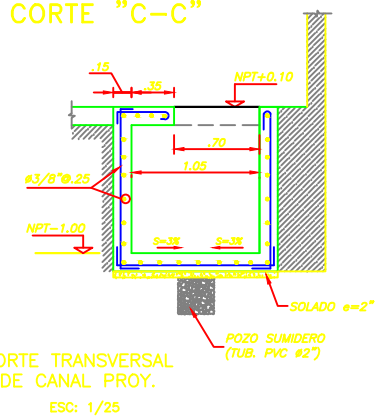 CORTE "C-C"
.15
.35
NPT+0.10
.70
1.05
ø3/8"@.25
NPT-1.00
S=3%
S=3%
SOLADO e=2"
POZO SUMIDERO
(TUB. PVC ø2")
ORTE TRANSVERSAL
DE CANAL PROY.
ESC: 1/25